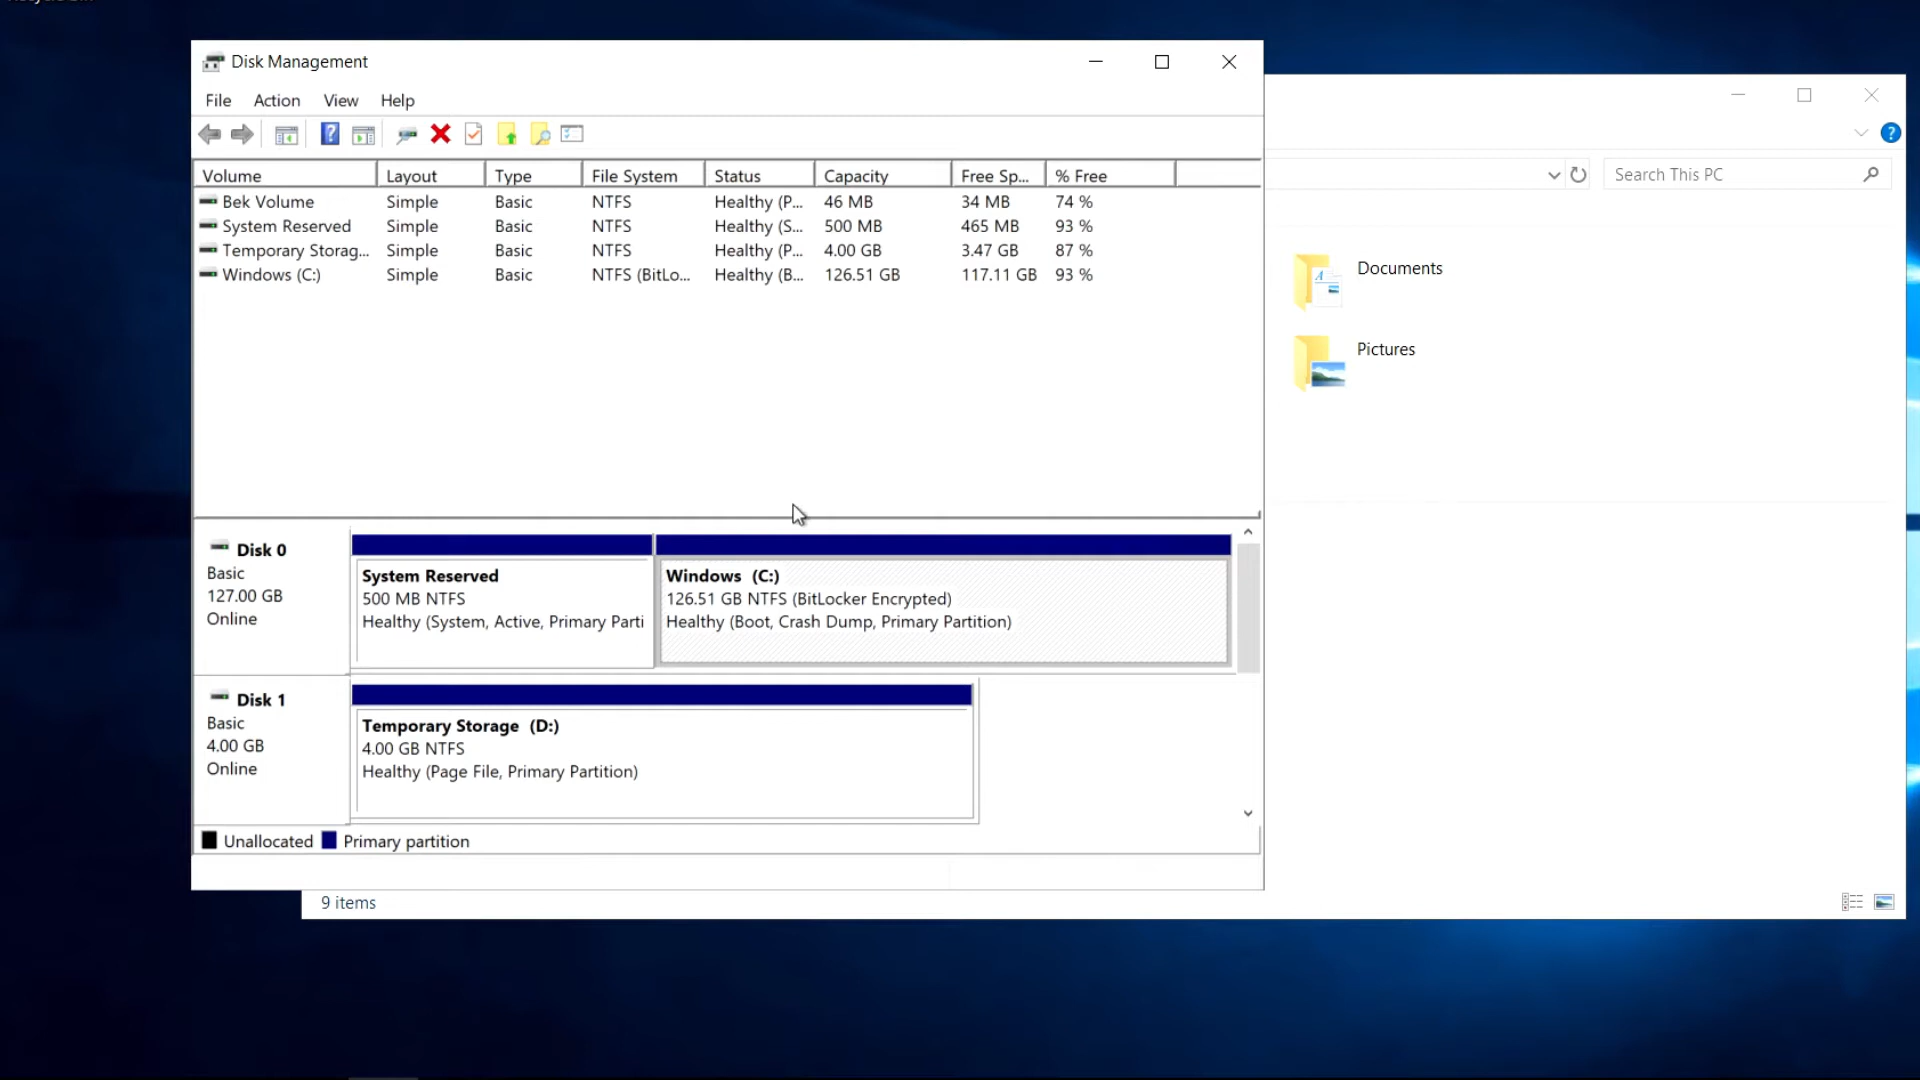 Disk Management
File Action View Help
Volume Layout Type File System Status Capacity Free Sp... % Free
Bek Volume Simple Basic NTFS Healthy (P... 46 MB 34 MB 74 %
System Reserved Simple Basic NTFS Healthy (S... 500 MB 465 MB 93 %
Temporary Storag... Simple Basic NTFS Healthy (P... 4.00 GB 3.47 GB 87 %
Windows (C:) Simple Basic NTFS (BitLo... Healthy (B... 126.51 GB 117.11 GB 93 %
Search This PC
Documents
Pictures
Disk 0
Basic
127.00 GB
Online
System Reserved
500 MB NTFS
Healthy (System, Active, Primary Parti
Windows (C:)
126.51 GB NTFS (BitLocker Encrypted)
Healthy (Boot, Crash Dump, Primary Partition)
Disk 1
Basic
4.00 GB
Online
Temporary Storage (D:)
4.00 GB NTFS
Healthy (Page File, Primary Partition)
Unallocated Primary partition
9 items